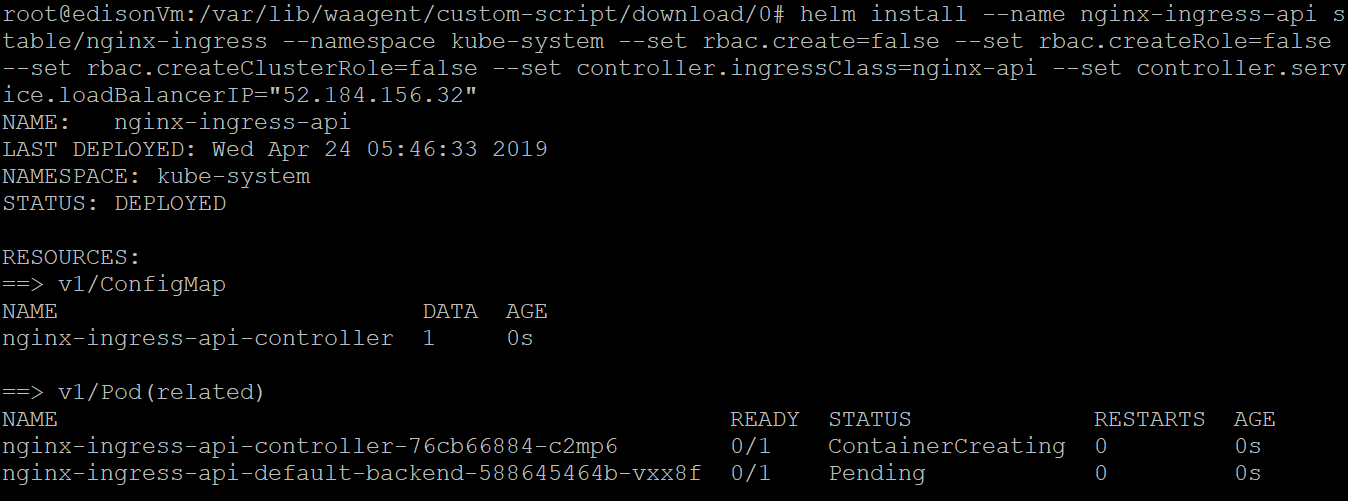 root@edisonVm:/var/lib/waagent/custom-script/download/0# helm install --name nginx-ingress-api s
table/nginx-ingress --namespace kube-system --set rbac.create=false --set rbac.createRole=false
--set rbac.createClusterRole=false --set controller.ingressClass=nginx-api --set controller.serv
ice.loadBalancerIP="52.184.156.32"
NAME:   nginx-ingress-api
LAST DEPLOYED: Wed Apr 24 05:46:33 2019
NAMESPACE: kube-system
STATUS: DEPLOYED

RESOURCES:
==> v1/ConfigMap
NAME                          DATA  AGE
nginx-ingress-api-controller  1     0s

==> v1/Pod(related)
NAME                                                READY  STATUS             RESTARTS  AGE
nginx-ingress-api-controller-76cb66884-c2mp6        0/1    ContainerCreating  0         0s
nginx-ingress-api-default-backend-588645464b-vxx8f  0/1    Pending            0         0s